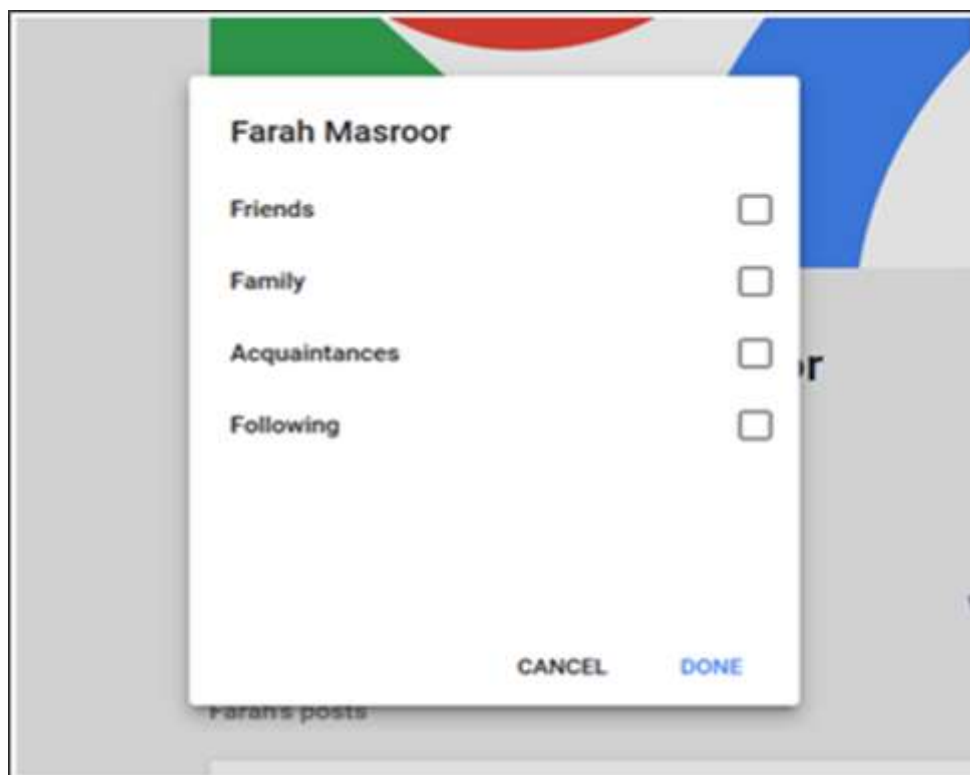 Farah Masroor
Friends
Family
Acquaintances
Following
CANCEL DONE
Farah's posts